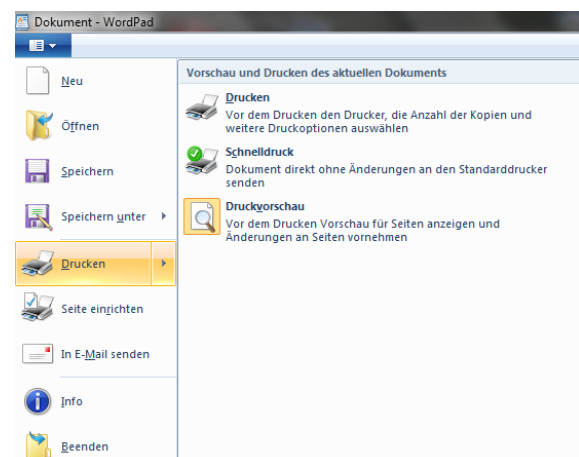 Dokument - WordPad
Neu
Öffnen
Speichern
Speichern unter
Drucken
Seite einrichten
In E-Mail senden
Info
Beenden
Vorschau und Drucken des aktuellen Dokuments
Drucken
Vor dem Drucken den Drucker, die Anzahl der Kopien und
weitere Druckoptionen auswählen
Schnelldruck
Dokument direkt ohne Änderungen an den Standarddrucker
senden
Druckvorschau
Vor dem Drucken Vorschau für Seiten anzeigen und
Änderungen an Seiten vornehmen